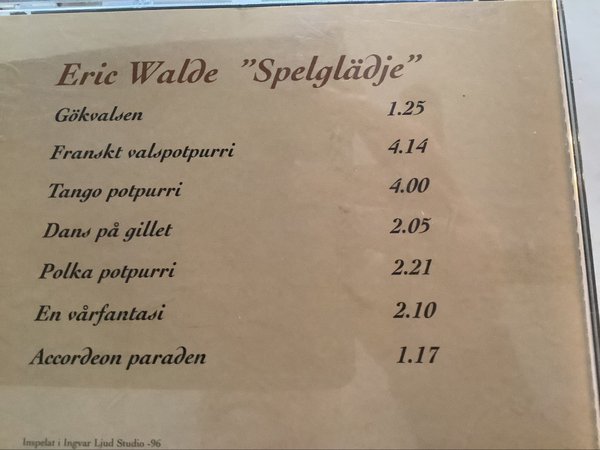 Eric Walde "Spelglädje"
Gökvalsen 1.25
Franskt valspotpurri 4.14
Tango potpurri 4.00
Dans på gillet 2.05
Polka potpurri 2.21
En vårfantasi 2.10
Accordeon paraden 1.17
Inspelat i Ingvar Ljud Studio -96